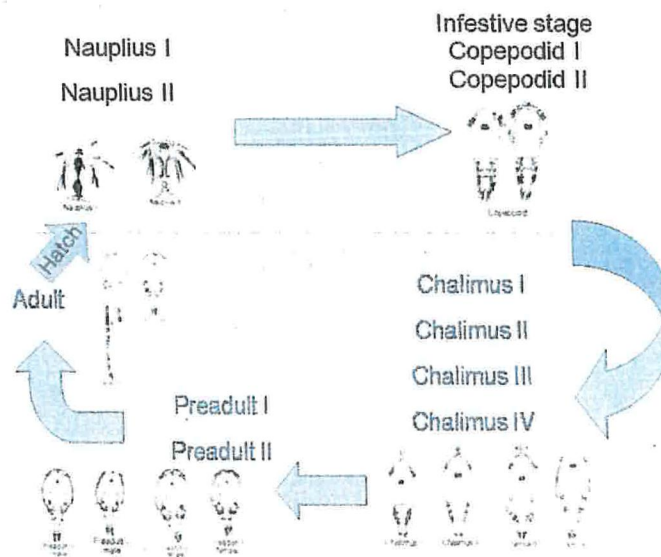 Nauplius I
Nauplius II
Infestive stage
Copepodid I
Copepodid II
Copepodid
Hatch
Adult
Chalimus I
Chalimus II
Chalimus III
Chalimus IV
Preadult I
Preadult II